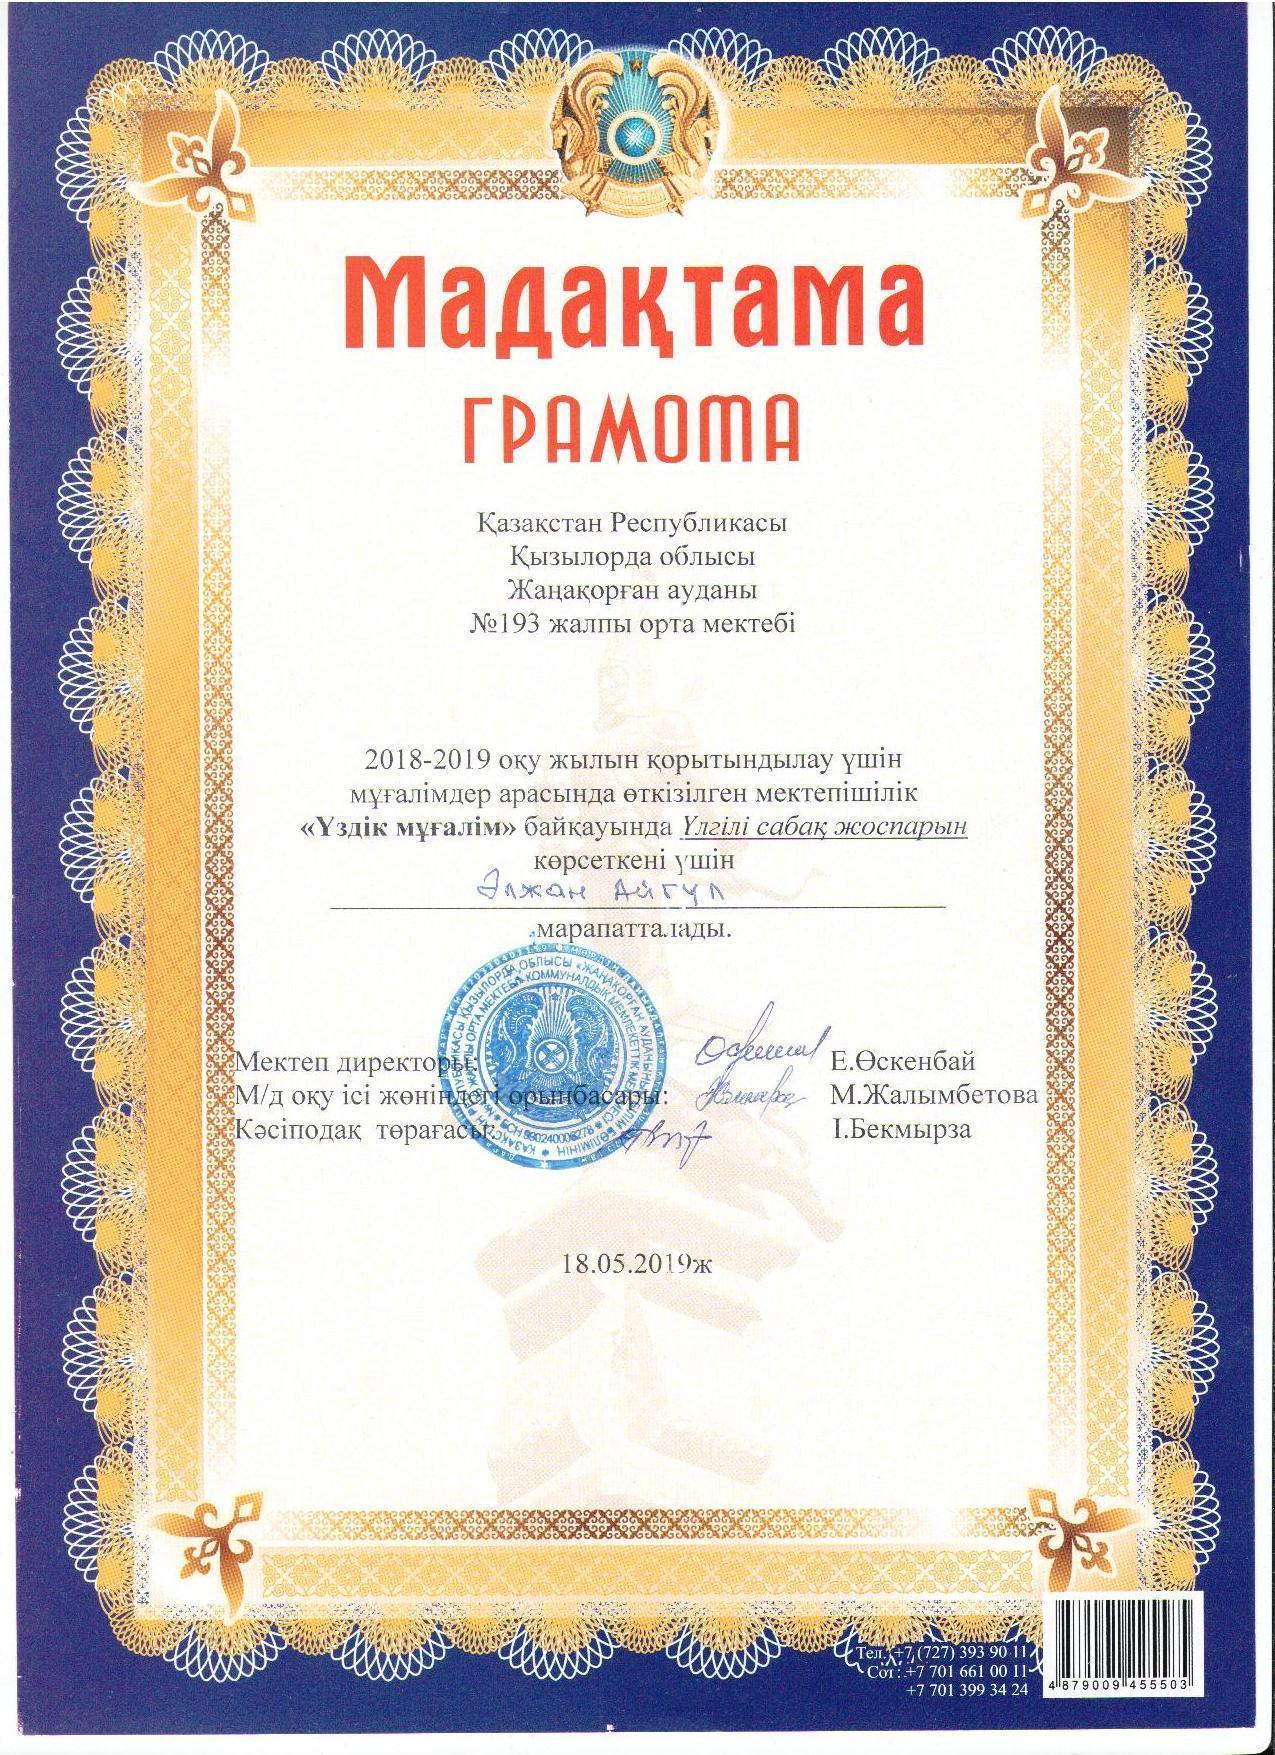 Мадақтама
ГРАМОТА
Қазақстан Республикасы
Қызылорда облысы
Жаңақорған ауданы
№193 жалпы орта мектебі
2018-2019 оқу жылын қорытындылау үшін
мұғалімдер арасында өткізілген мектепішілік
«Үздік мұғалім» байқауында Үлгілі сабақ жоспарын
көрсеткені үшін
Әлжан Айгүл
марапатталады.
Мектеп директоры: Е.Өскенбай
М/д оқу ісі жөніндегі орынбасары: М.Жалымбетова
Кәсіподақ төрағасы: І.Бекмырза
18.05.2019ж
Тел.: +7 (727) 393 90 11
Сот.: +7 701 661 00 11
+7 701 399 34 24
4 879009 455503